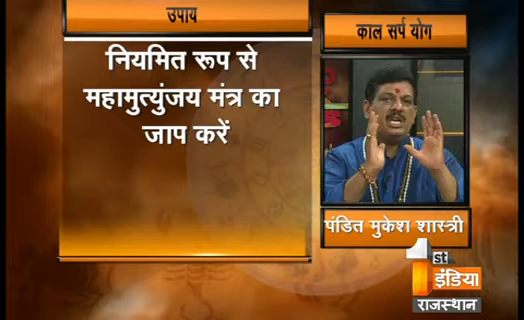 उपाय
नियमित रूप से
महामुत्युंजय मंत्र का
जाप करें
काल सर्प योग
पंडित मुकेश शास्त्री
1st
इंडिया
राजस्थान